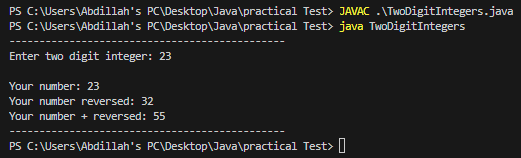 PS C:\Users\Abdillah's PC\Desktop\Java\practical Test> JAVAC .\TwoDigitIntegers.java
PS C:\Users\Abdillah's PC\Desktop\Java\practical Test> java TwoDigitIntegers
----------------------------------------------
Enter two digit integer: 23
Your number: 23
Your number reversed: 32
Your number + reversed: 55
----------------------------------------------
PS C:\Users\Abdillah's PC\Desktop\Java\practical Test>